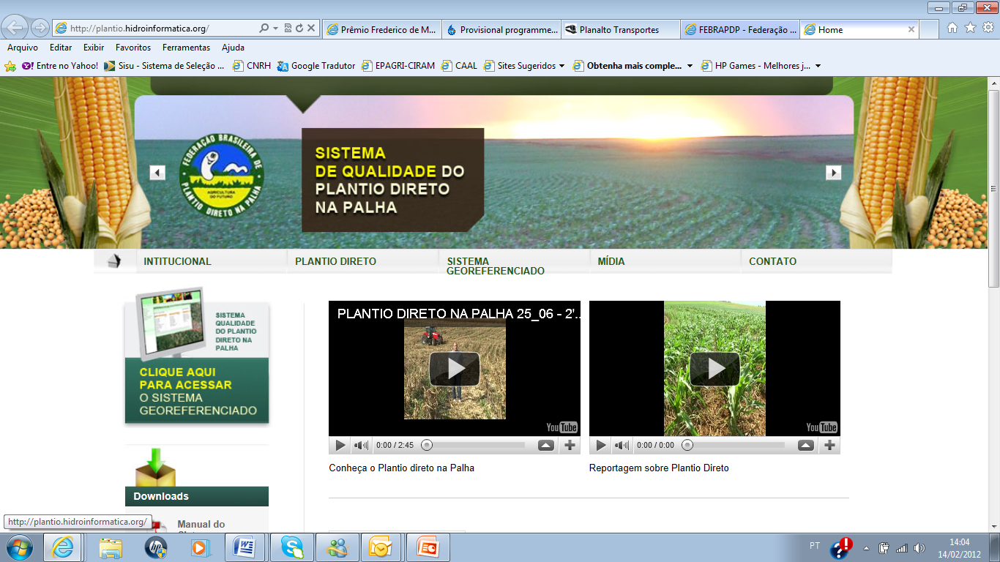 http://plantio.hidroinformatica.org/
Prêmio Frederico de M...
Provisional programme...
Planalto Transportes
FEBRAPDP - Federação ...
Home
Arquivo Editar Exibir Favoritos Ferramentas Ajuda
Entre no Yahoo!
Sisu - Sistema de Seleção ...
CNRH
Google Tradutor
EPAGRI-CIRAM
CAAL
Sites Sugeridos
Obtenha mais comple...
HP Games - Melhores j...
FEDERAÇÃO BRASILEIRA DE
PLANTIO DIRETO NA PALHA
AGRICULTURA
DO FUTURO
SISTEMA
DE QUALIDADE DO
PLANTIO DIRETO
NA PALHA
INTITUCIONAL
PLANTIO DIRETO
SISTEMA
GEOREFERENCIADO
MÍDIA
CONTATO
SISTEMA
QUALIDADE
DO PLANTIO
DIRETO NA
PALHA
CLIQUE AQUI
PARA ACESSAR
O SISTEMA
GEOREFERENCIADO
PLANTIO DIRETO NA PALHA 25_06 - 2'...
YouTube
0:00 / 2:45
Conheça o Plantio direto na Palha
YouTube
0:00 / 0:00
Reportagem sobre Plantio Direto
Downloads
Manual do
http://plantio.hidroinformatica.org/
PT
14:04
14/02/2012